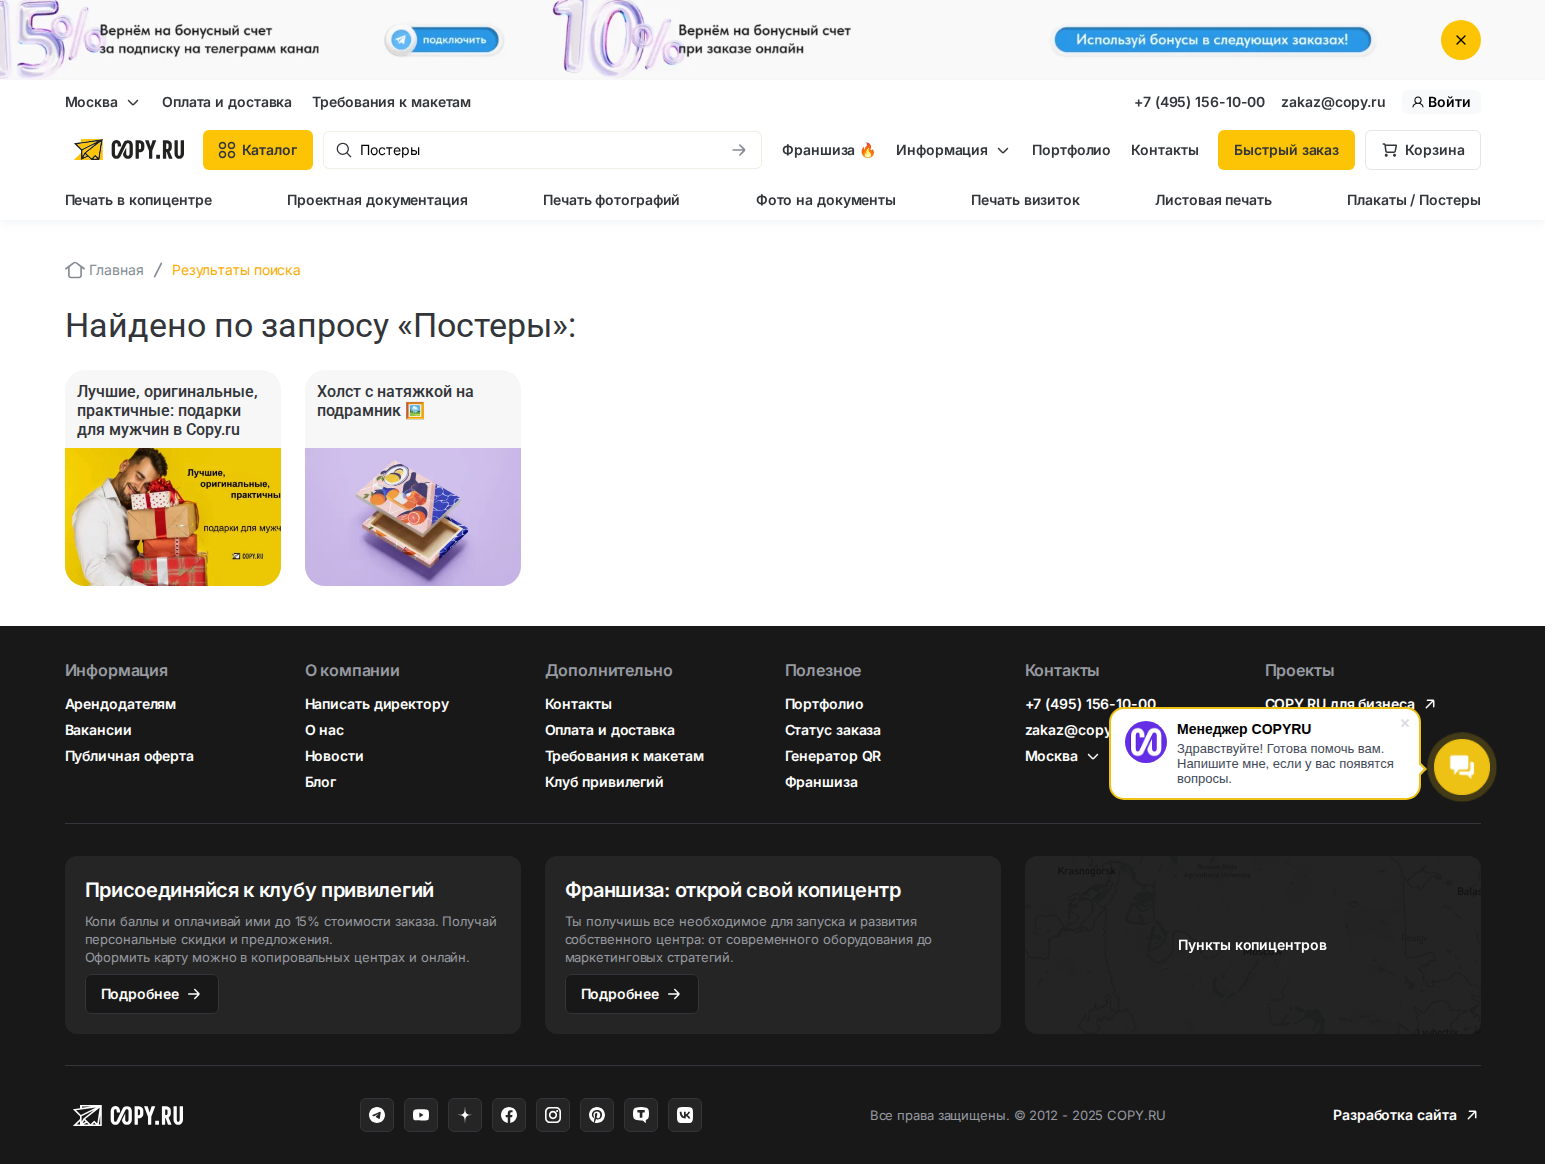 15%
Вернём на бонусный счет
за подписку на телеграмм канал
подключить
10%
Вернём на бонусный счет
при заказе онлайн
Используй бонусы в следующих заказах!
Москва
Оплата и доставка
Требования к макетам
+7 (495) 156-10-00
zakaz@copy.ru
Войти
COPY.RU
Каталог
Постеры
Франшиза 🔥
Информация
Портфолио
Контакты
Быстрый заказ
Корзина
Печать в копицентре
Проектная документация
Печать фотографий
Фото на документы
Печать визиток
Листовая печать
Плакаты / Постеры
Главная / Результаты поиска
Найдено по запросу «Постеры»:
Лучшие, оригинальные,
практичные: подарки
для мужчин в Copy.ru
Лучшие,
оригинальные,
практичны
подарки для мужч
COPY.RU
Холст с натяжкой на
подрамник 🖼️
Информация
Арендодателям
Вакансии
Публичная оферта
О компании
Написать директору
О нас
Новости
Блог
Дополнительно
Контакты
Оплата и доставка
Требования к макетам
Клуб привилегий
Полезное
Портфолио
Статус заказа
Генератор QR
Франшиза
Контакты
+7 (495) 156-10-00
zakaz@copy
Москва
Проекты
COPY.RU для бизнеса
Менеджер COPYRU
Здравствуйте! Готова помочь вам.
Напишите мне, если у вас появятся
вопросы.
Присоединяйся к клубу привилегий
Копи баллы и оплачивай ими до 15% стоимости заказа. Получай
персональные скидки и предложения.
Оформить карту можно в копировальных центрах и онлайн.
Подробнее
Франшиза: открой свой копицентр
Ты получишь все необходимое для запуска и развития
собственного центра: от современного оборудования до
маркетинговых стратегий.
Подробнее
Krasnogorsk
Пункты копицентров
COPY.RU
Все права защищены. © 2012 - 2025 COPY.RU
Разработка сайта